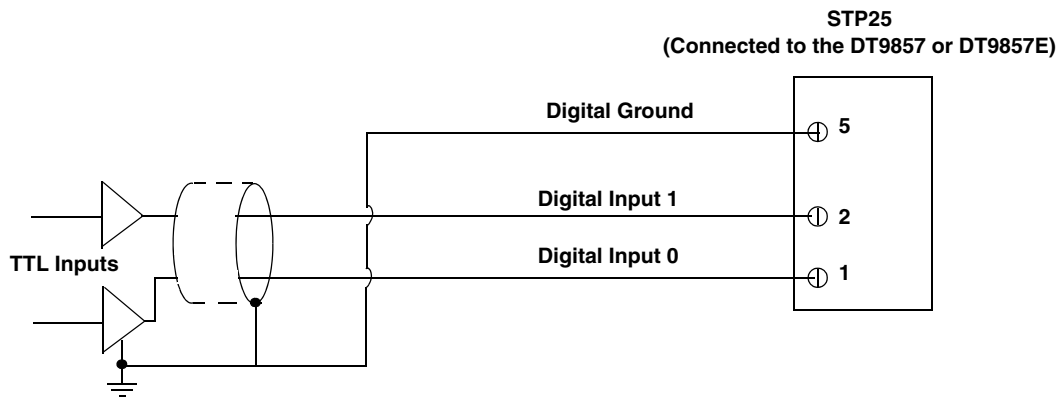 STP25
(Connected to the DT9857 or DT9857E)
Digital Ground
5
Digital Input 1
2
TTL Inputs
Digital Input 0
1